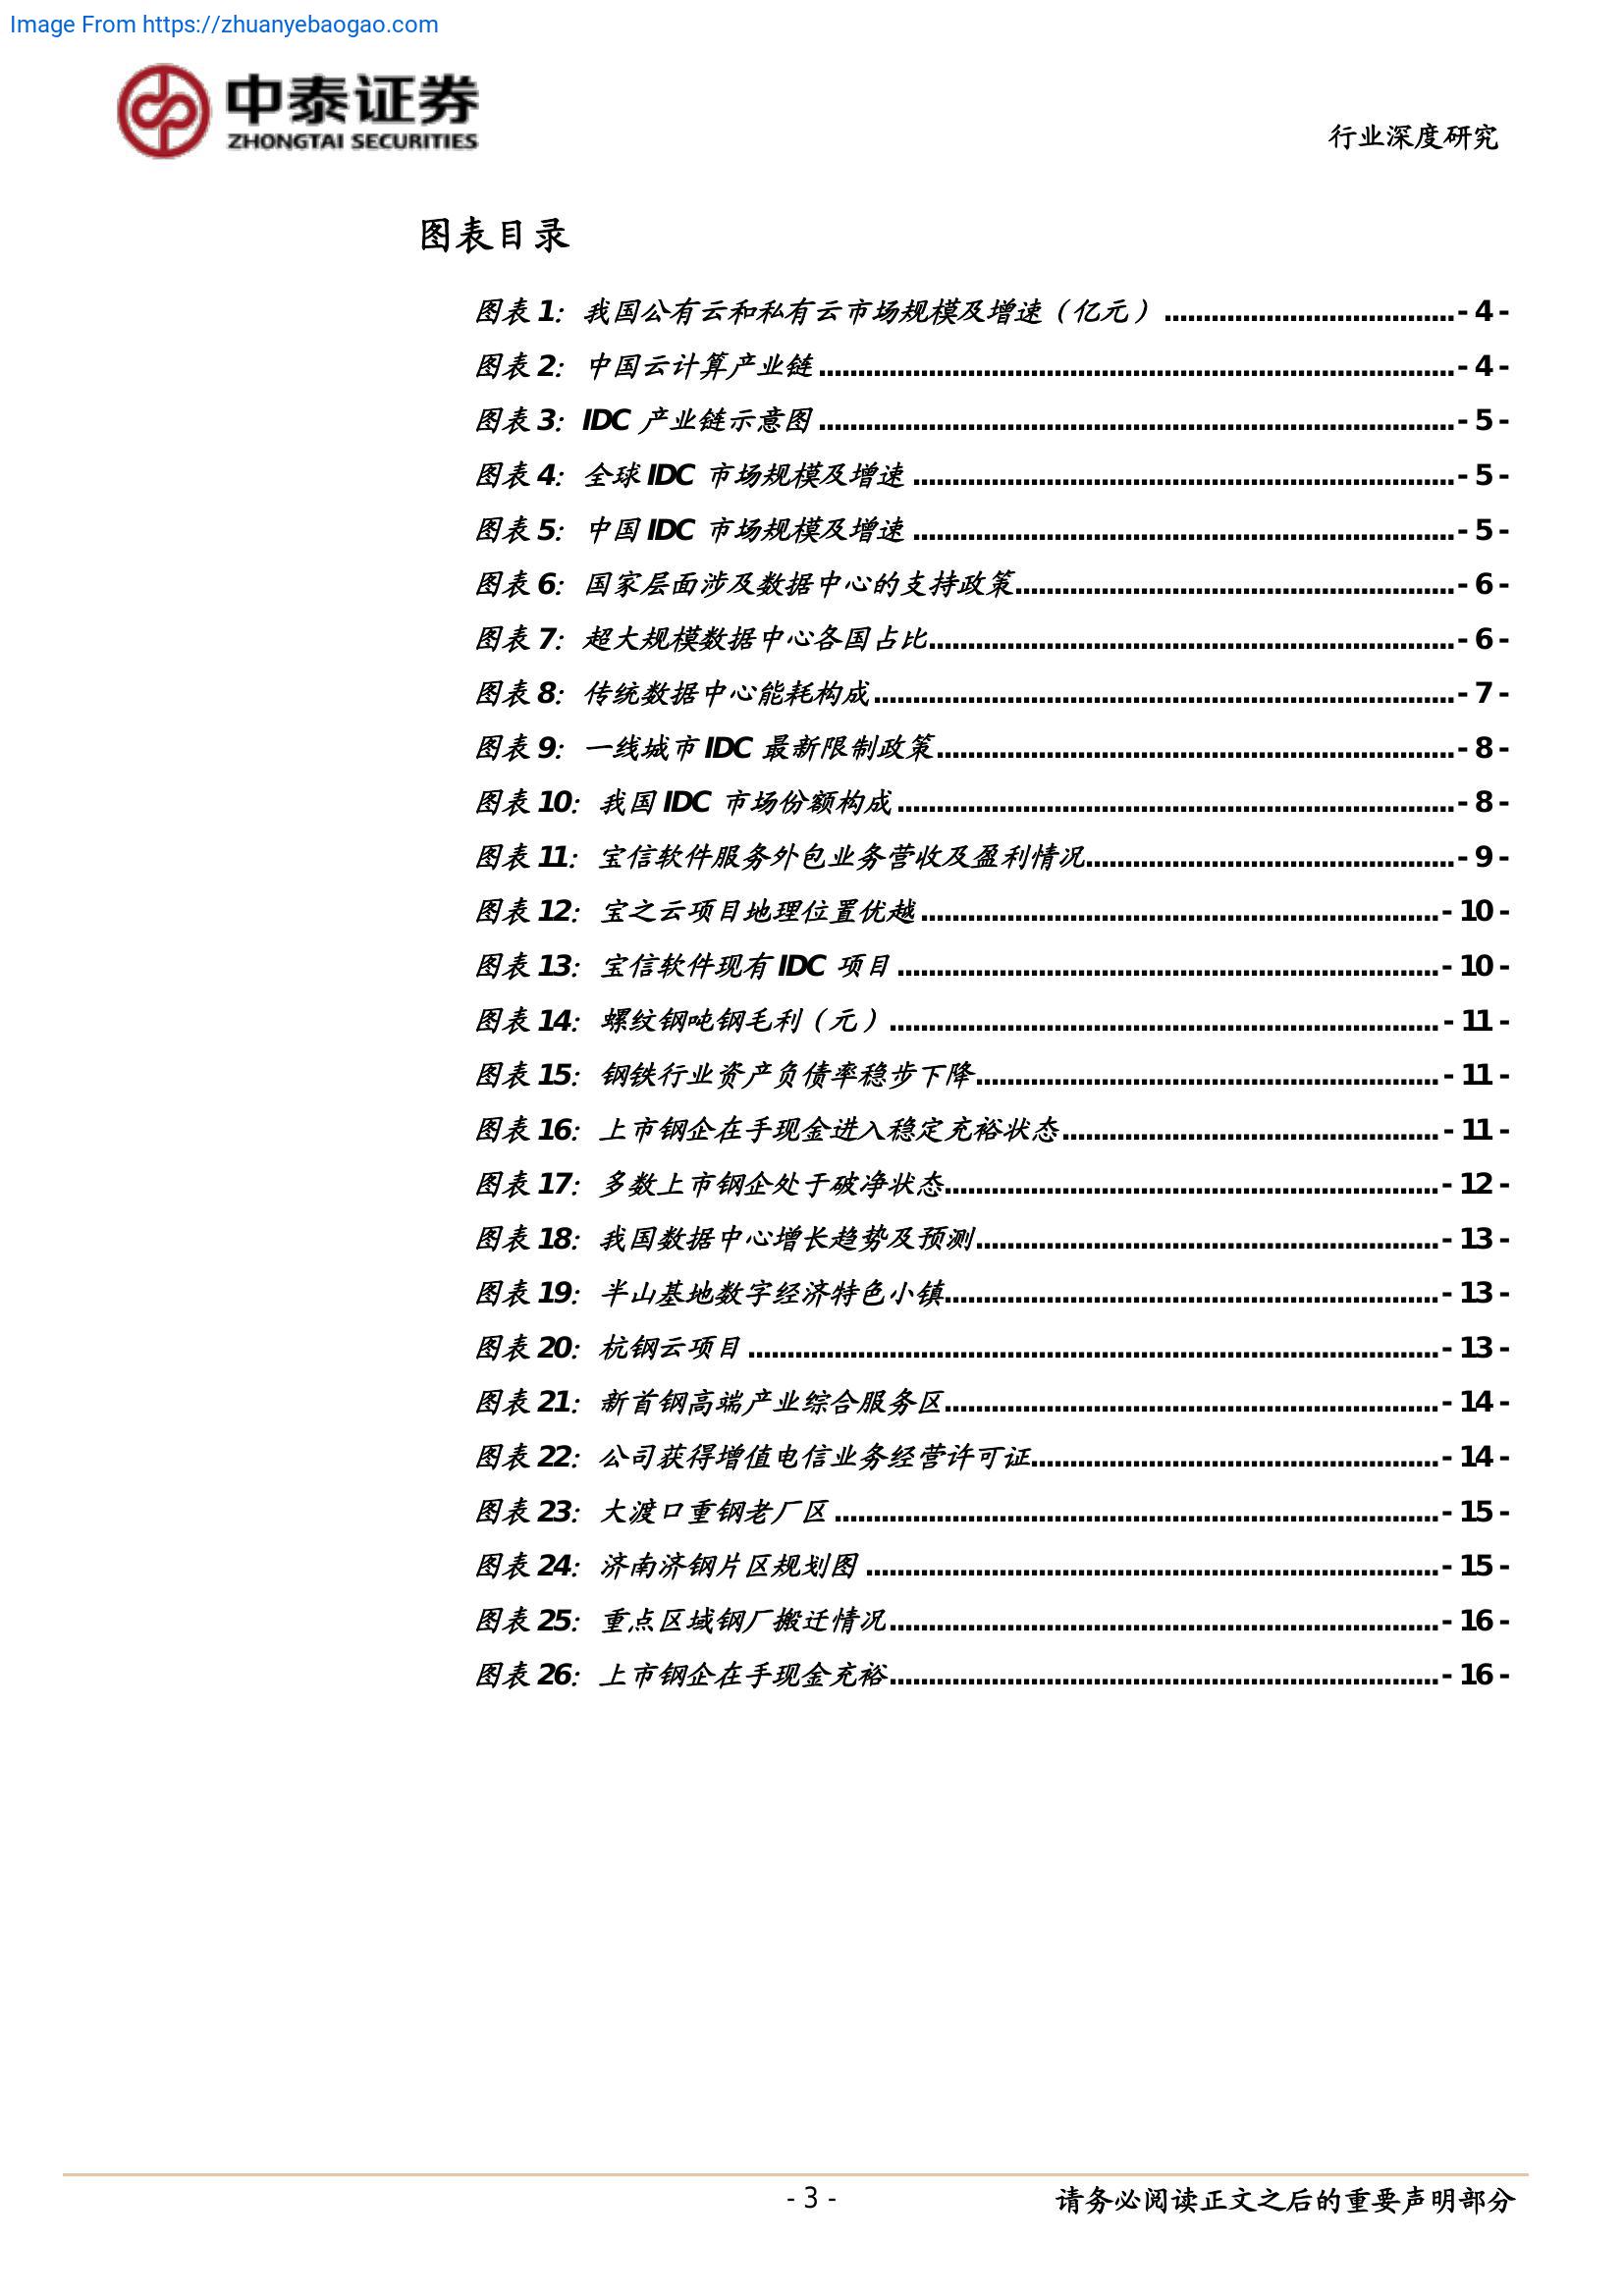 Image From https://zhuanyebaogao.com
中泰证券
ZHONGTAI SECURITIES
行业深度研究
图表目录
图表 1：我国公有云和私有云市场规模及增速（亿元）....................................- 4 -
图表 2：中国云计算产业链................................................................................- 4 -
图表 3：IDC 产业链示意图................................................................................- 5 -
图表 4：全球 IDC 市场规模及增速....................................................................- 5 -
图表 5：中国 IDC 市场规模及增速....................................................................- 5 -
图表 6：国家层面涉及数据中心的支持政策.......................................................- 6 -
图表 7：超大规模数据中心各国占比..................................................................- 6 -
图表 8：传统数据中心能耗构成.........................................................................- 7 -
图表 9：一线城市 IDC 最新限制政策.................................................................- 8 -
图表 10：我国 IDC 市场份额构成......................................................................- 8 -
图表 11：宝信软件服务外包业务营收及盈利情况..............................................- 9 -
图表 12：宝之云项目地理位置优越.................................................................- 10 -
图表 13：宝信软件现有 IDC 项目....................................................................- 10 -
图表 14：螺纹钢吨钢毛利（元）.....................................................................- 11 -
图表 15：钢铁行业资产负债率稳步下降..........................................................- 11 -
图表 16：上市钢企在手现金进入稳定充裕状态...............................................- 11 -
图表 17：多数上市钢企处于破净状态..............................................................- 12 -
图表 18：我国数据中心增长趋势及预测..........................................................- 13 -
图表 19：半山基地数字经济特色小镇..............................................................- 13 -
图表 20：杭钢云项目.......................................................................................- 13 -
图表 21：新首钢高端产业综合服务区..............................................................- 14 -
图表 22：公司获得增值电信业务经营许可证...................................................- 14 -
图表 23：大渡口重钢老厂区............................................................................- 15 -
图表 24：济南济钢片区规划图........................................................................- 15 -
图表 25：重点区域钢厂搬迁情况.....................................................................- 16 -
图表 26：上市钢企在手现金充裕.....................................................................- 16 -
- 3 -
请务必阅读正文之后的重要声明部分